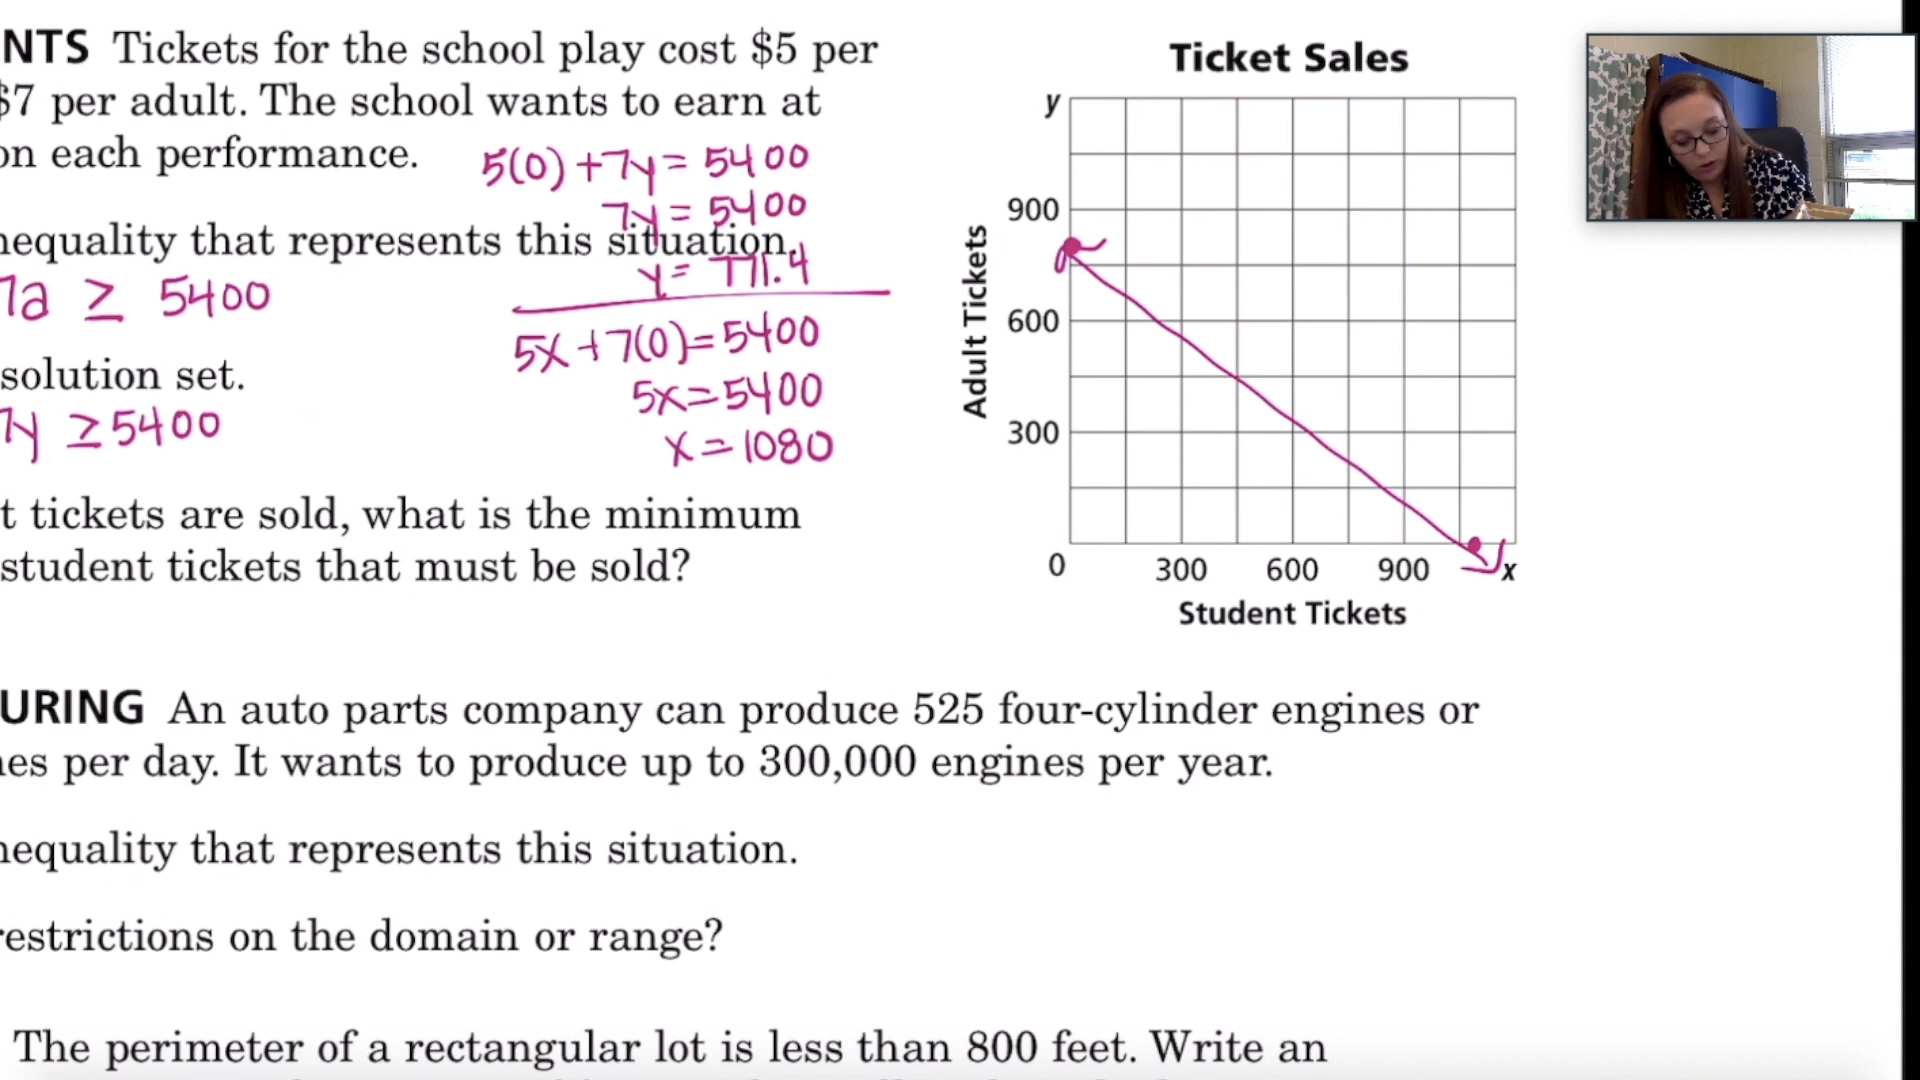 NTS Tickets for the school play cost $5 per
$7 per adult. The school wants to earn at
on each performance.
5(0) + 7y = 5400
7y = 5400
nequality that represents this situation.
y = 771.4
7a ≥ 5400
5x + 7(0) = 5400
solution set.
5x = 5400
7y ≥ 5400
x = 1080
t tickets are sold, what is the minimum
student tickets that must be sold?
Ticket Sales
y
900
600
300
0
Adult Tickets
300 600 900 x
Student Tickets
URING An auto parts company can produce 525 four-cylinder engines or
nes per day. It wants to produce up to 300,000 engines per year.
nequality that represents this situation.
restrictions on the domain or range?
The perimeter of a rectangular lot is less than 800 feet. Write an